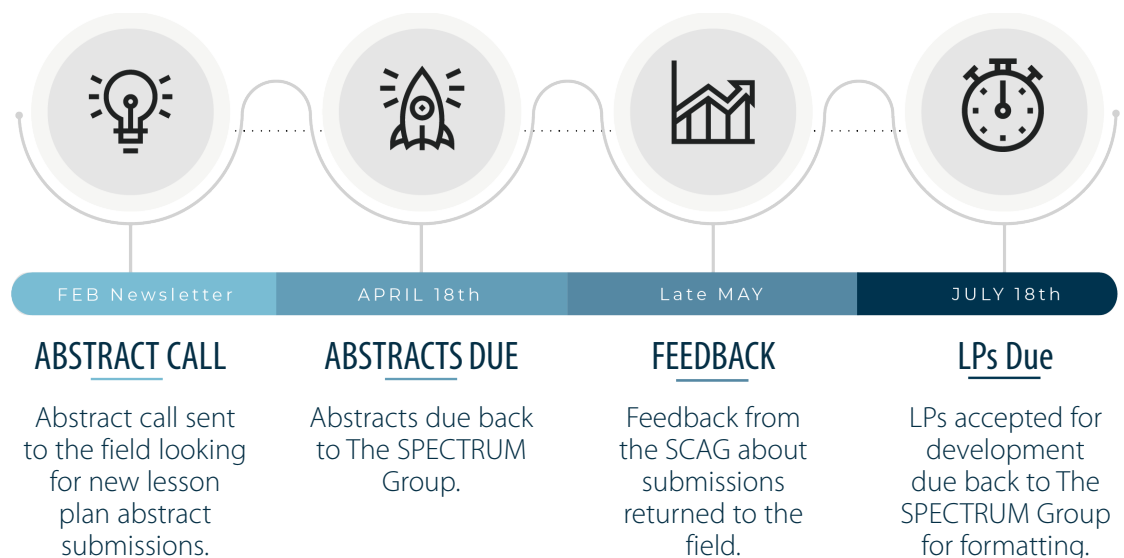 FEB Newsletter
APRIL 18th
Late MAY
JULY 18th
ABSTRACT CALL
Abstract call sent
to the field looking
for new lesson
plan abstract
submissions.
ABSTRACTS DUE
Abstracts due back
to The SPECTRUM
Group.
FEEDBACK
Feedback from
the SCAG about
submissions
returned to the
field.
LPs Due
LPs accepted for
development
due back to The
SPECTRUM Group
for formatting.